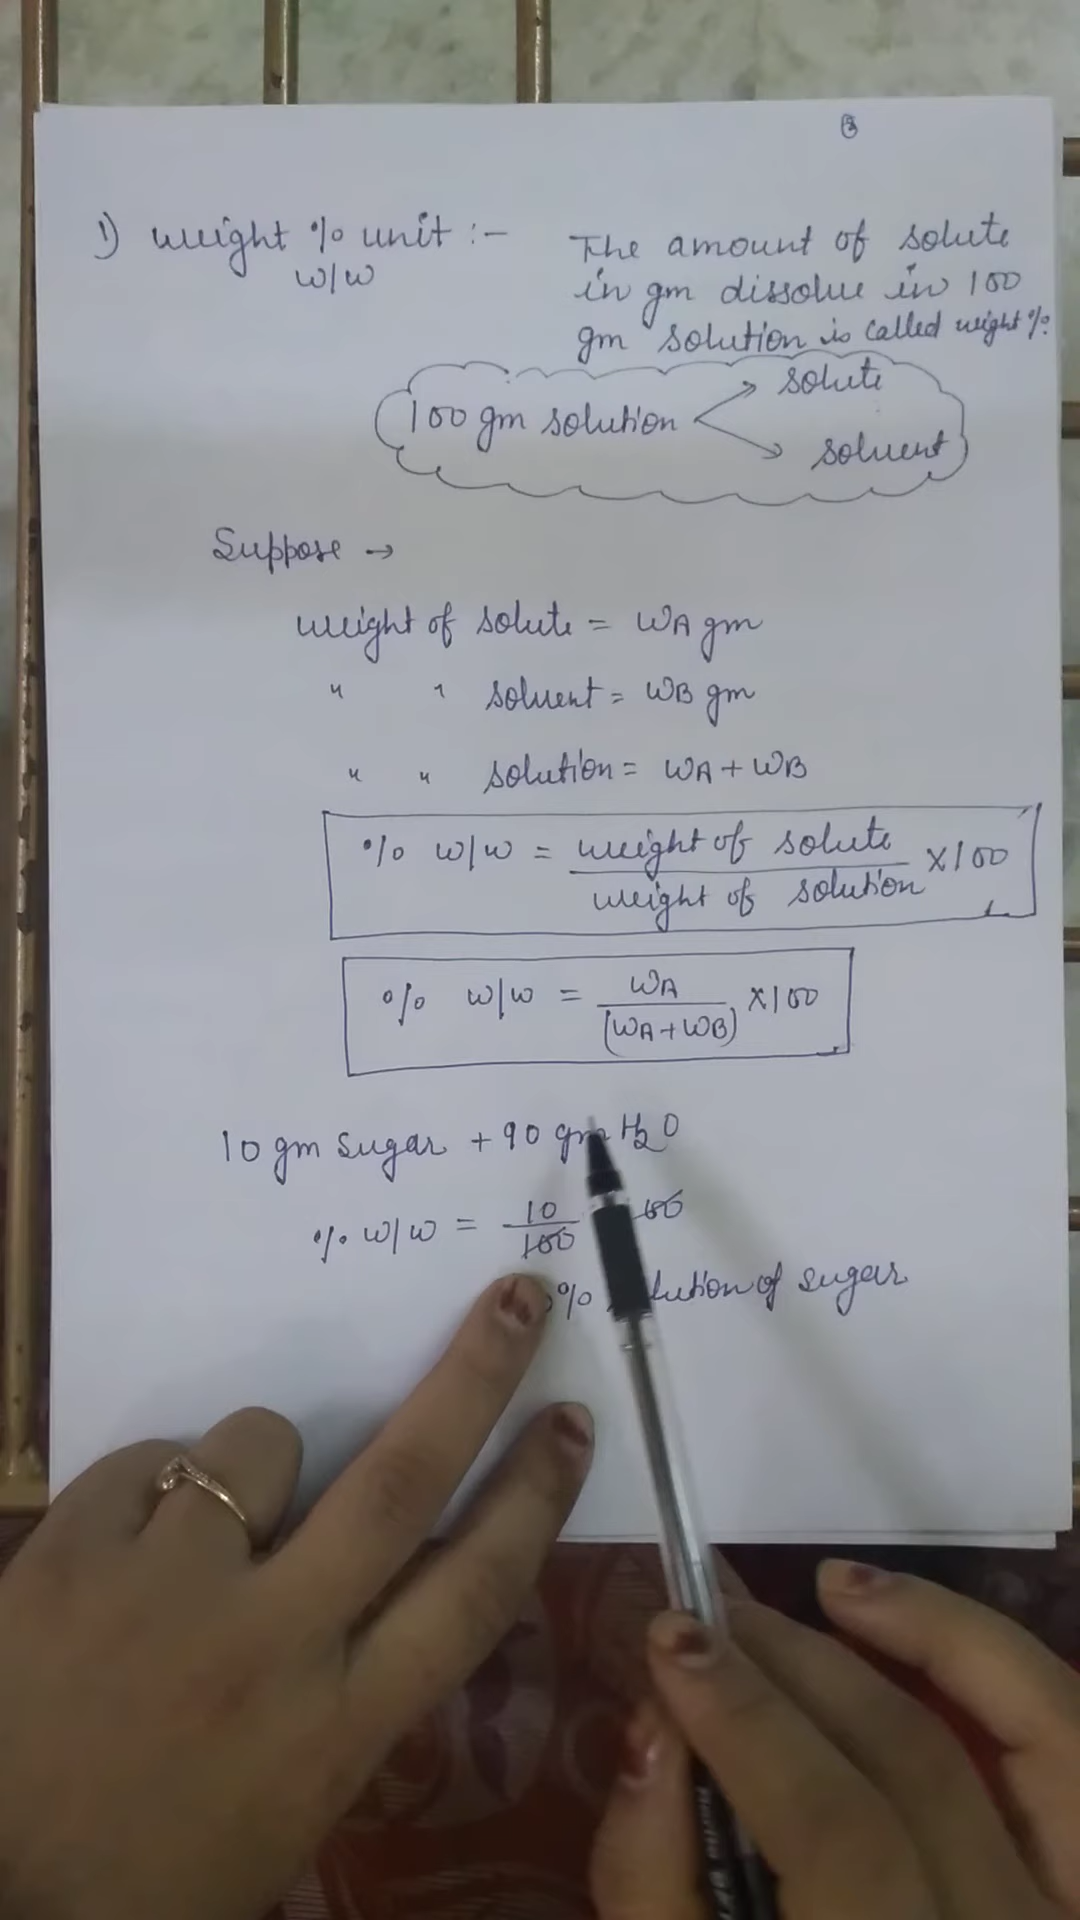 1) weight % unit :-
w/w
The amount of solute
in gm dissolve in 100
gm solution is called weight %
100 gm solution
solute
solvent
Suppose →
weight of solute = WA gm
" " solvent = WB gm
" " solution = WA + WB
% w/w = weight of solute
weight of solution × 100
% w/w = WA
(WA + WB) × 100
10 gm sugar + 90 gm H2O
% w/w = 10
100 100
% solution of sugar